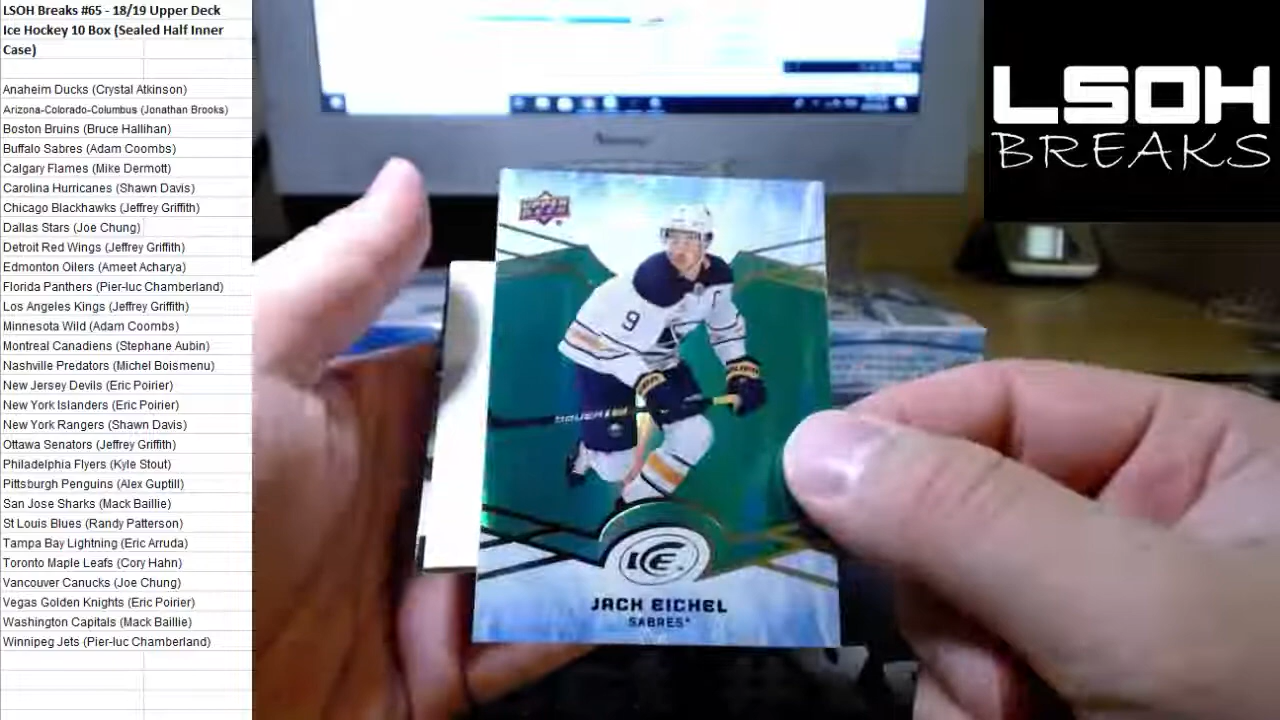 LSOH Breaks #65 - 18/19 Upper Deck
Ice Hockey 10 Box (Sealed Half Inner
Case)
Anaheim Ducks (Crystal Atkinson)
Arizona-Colorado-Columbus (Jonathan Brooks)
Boston Bruins (Bruce Hallihan)
Buffalo Sabres (Adam Coombs)
Calgary Flames (Mike Dermott)
Carolina Hurricanes (Shawn Davis)
Chicago Blackhawks (Jeffrey Griffith)
Dallas Stars (Joe Chung)
Detroit Red Wings (Jeffrey Griffith)
Edmonton Oilers (Ameet Acharya)
Florida Panthers (Pier-luc Chamberland)
Los Angeles Kings (Jeffrey Griffith)
Minnesota Wild (Adam Coombs)
Montreal Canadiens (Stephane Aubin)
Nashville Predators (Michel Boismenu)
New Jersey Devils (Eric Poirier)
New York Islanders (Eric Poirier)
New York Rangers (Shawn Davis)
Ottawa Senators (Jeffrey Griffith)
Philadelphia Flyers (Kyle Stout)
Pittsburgh Penguins (Alex Guptill)
San Jose Sharks (Mack Baillie)
St Louis Blues (Randy Patterson)
Tampa Bay Lightning (Eric Arruda)
Toronto Maple Leafs (Cory Hahn)
Vancouver Canucks (Joe Chung)
Vegas Golden Knights (Eric Poirier)
Washington Capitals (Mack Baillie)
Winnipeg Jets (Pier-luc Chamberland)
LSOH
BREAKS
UPPER
DECK
C
9
BAUER
ICE
JACK EICHEL
SABRES